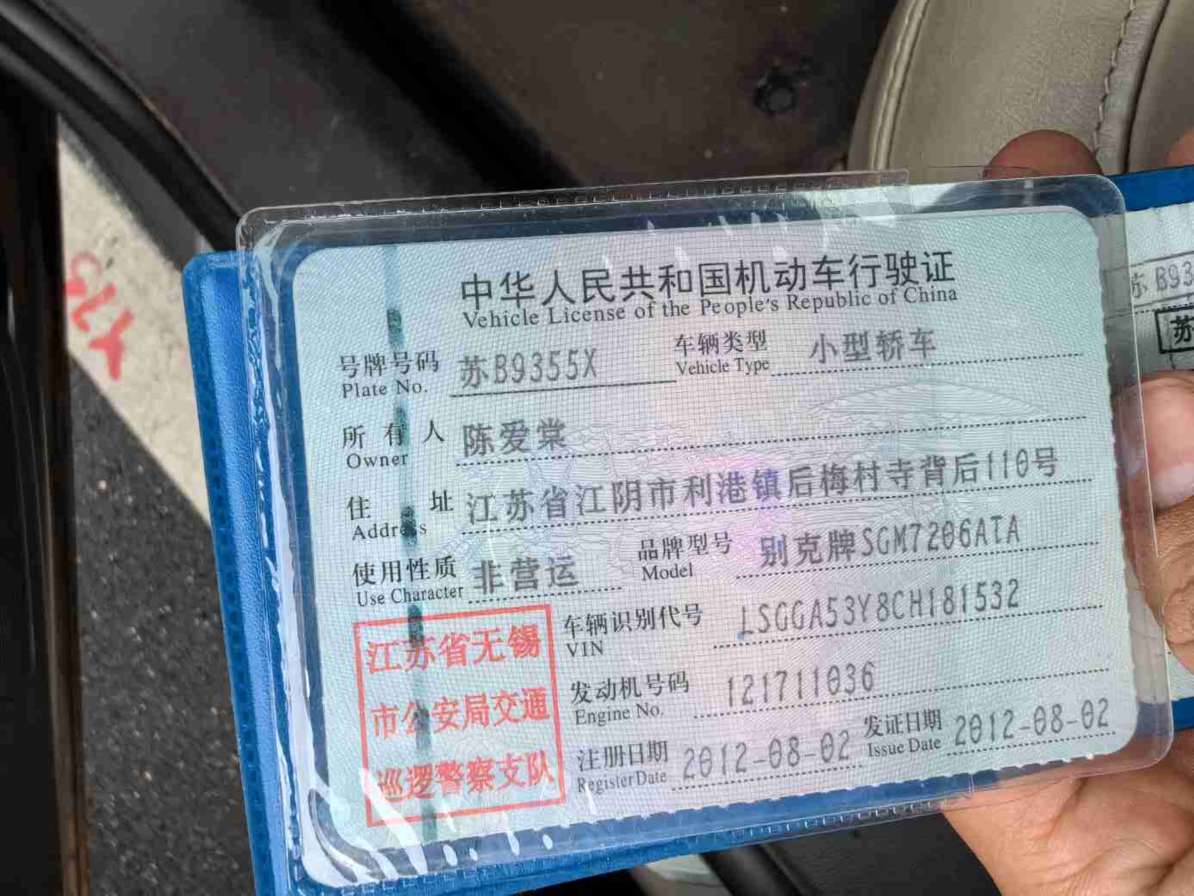 中华人民共和国机动车行驶证
Vehicle License of the People's Republic of China
号牌号码 苏B9355X 车辆类型 小型轿车
Plate No. Vehicle Type
所有人 陈爱棠
Owner
住址 江苏省江阴市利港镇后梅村寺背后110号
Address
使用性质 非营运 品牌型号 别克牌SGM7206ATA
Use Character Model
江苏省无锡
市公安局交通
巡逻警察支队
车辆识别代号 LSGGA53Y8CH181532
VIN
发动机号码 121711036
Engine No.
注册日期 2012-08-02 发证日期 2012-08-02
Register Date Issue Date
苏B93
苏